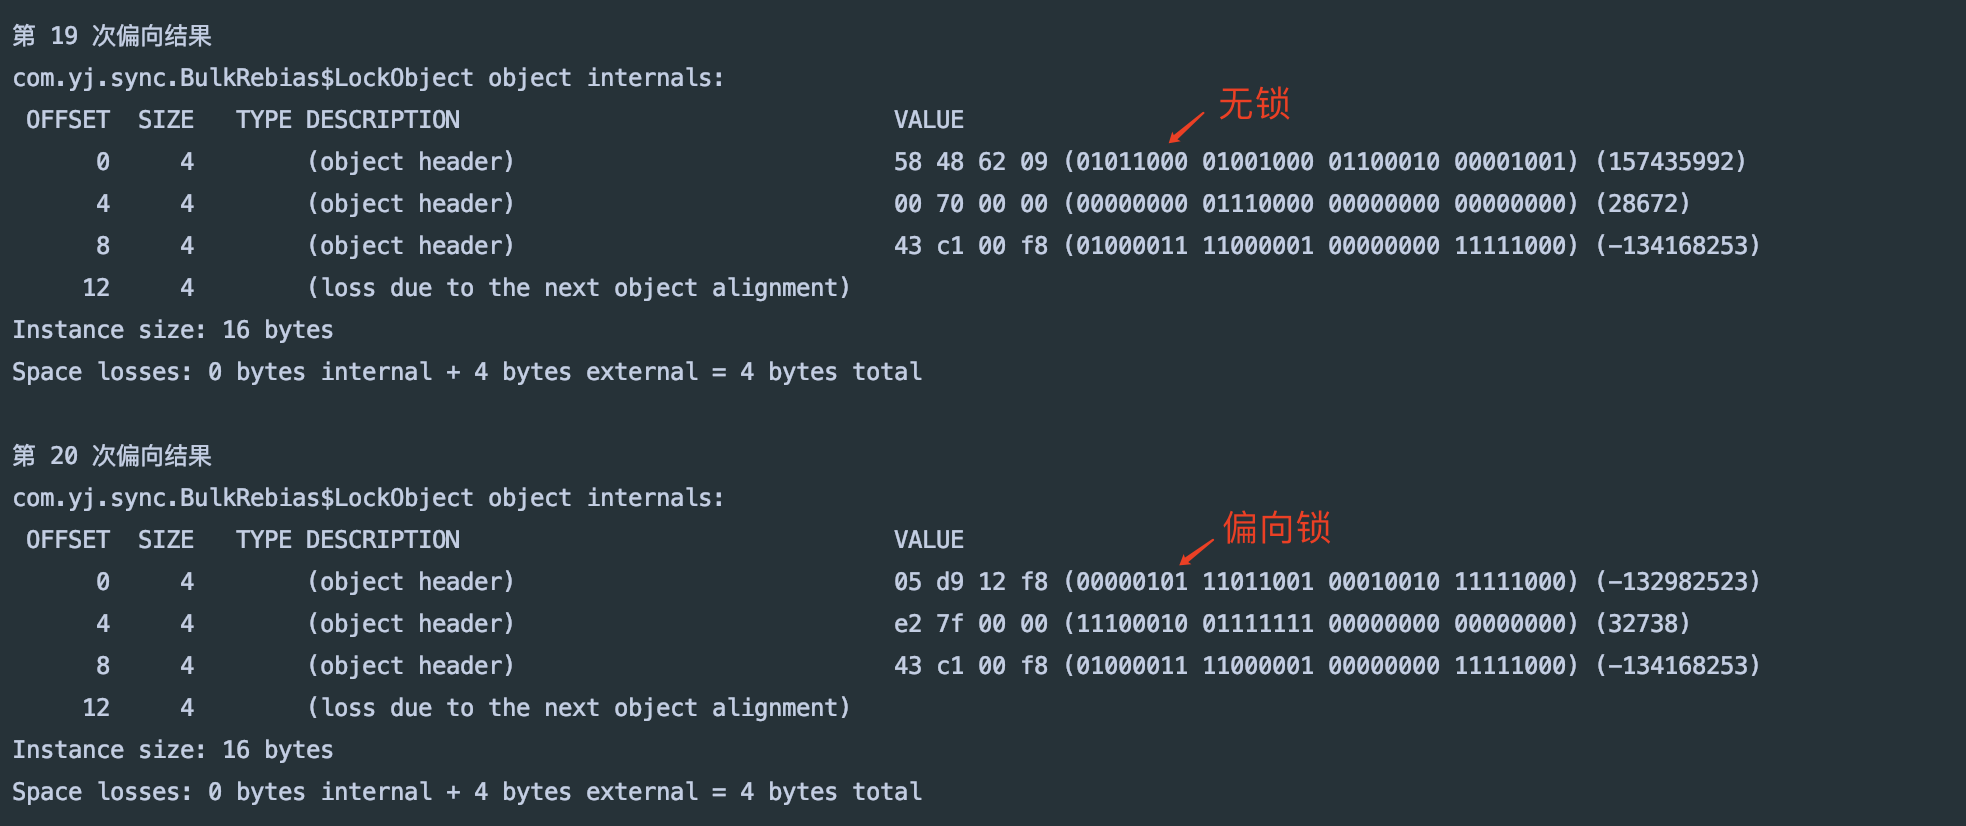 第 19 次偏向结果
com.yj.sync.BulkRebias$LockObject object internals:
无锁
OFFSET SIZE TYPE DESCRIPTION VALUE
0 4 (object header) 58 48 62 09 (01011000 01001000 01100010 00001001) (157435992)
4 4 (object header) 00 70 00 00 (00000000 01110000 00000000 00000000) (28672)
8 4 (object header) 43 c1 00 f8 (01000011 11000001 00000000 11111000) (-134168253)
12 4 (loss due to the next object alignment)
Instance size: 16 bytes
Space losses: 0 bytes internal + 4 bytes external = 4 bytes total
第 20 次偏向结果
com.yj.sync.BulkRebias$LockObject object internals:
偏向锁
OFFSET SIZE TYPE DESCRIPTION VALUE
0 4 (object header) 05 d9 12 f8 (00000101 11011001 00010010 11111000) (-132982523)
4 4 (object header) e2 7f 00 00 (11100010 01111111 00000000 00000000) (32738)
8 4 (object header) 43 c1 00 f8 (01000011 11000001 00000000 11111000) (-134168253)
12 4 (loss due to the next object alignment)
Instance size: 16 bytes
Space losses: 0 bytes internal + 4 bytes external = 4 bytes total